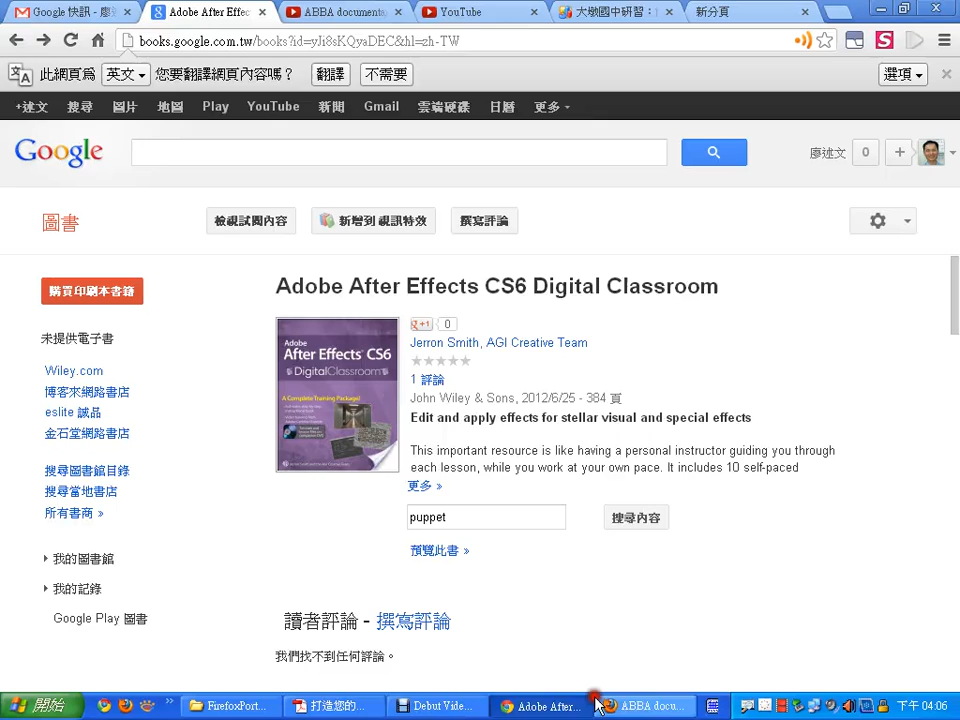 Google 快訊 - 廖
Adobe After Effec
ABBA documenta
YouTube
大墩國中研習：
新分頁
books.google.com.tw/books?id=yJi8sKQyaDEC&hl=zh-TW
此網頁為 英文 您要翻譯網頁內容嗎？ 翻譯 不需要 選項
+述文 搜尋 圖片 地圖 Play YouTube 新聞 Gmail 雲端硬碟 日曆 更多
Google
廖述文 0 +
圖書 檢視試閱內容 新增到 視訊特效 撰寫評論
購買印刷本書籍
未提供電子書
Wiley.com
博客來網路書店
eslite 誠品
金石堂網路書店
搜尋圖書館目錄
搜尋當地書店
所有書商 »
我的圖書館
我的記錄
Google Play 圖書
Adobe After Effects CS6 Digital Classroom
Adobe
After Effects CS6
DigitalClassroom
A Complete Training Package!
+1 0
Jerron Smith, AGI Creative Team
★★★★★
1 評論
John Wiley & Sons, 2012/6/25 - 384 頁
Edit and apply effects for stellar visual and special effects
This important resource is like having a personal instructor guiding you through
each lesson, while you work at your own pace. It includes 10 self-paced
更多 »
puppet 搜尋內容
預覽此書 »
讀者評論 - 撰寫評論
我們找不到任何評論。
開始 » FirefoxPort... 打造您的... Debut Vide... Adobe After... ABBA docu... 下午 04:06